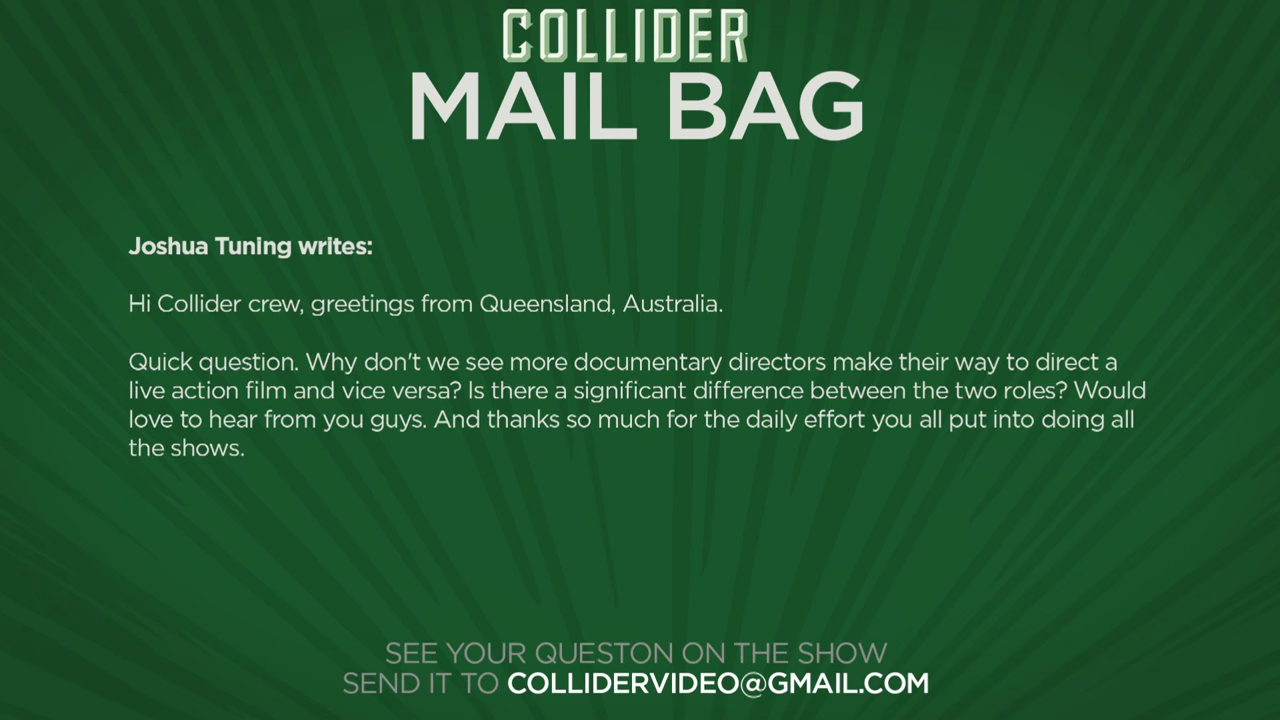 COLLIDER
MAIL BAG
Joshua Tuning writes:
Hi Collider crew, greetings from Queensland, Australia.
Quick question. Why don't we see more documentary directors make their way to direct a
live action film and vice versa? Is there a significant difference between the two roles? Would
love to hear from you guys. And thanks so much for the daily effort you all put into doing all
the shows.
SEE YOUR QUESTON ON THE SHOW
SEND IT TO COLLIDERVIDEO@GMAIL.COM